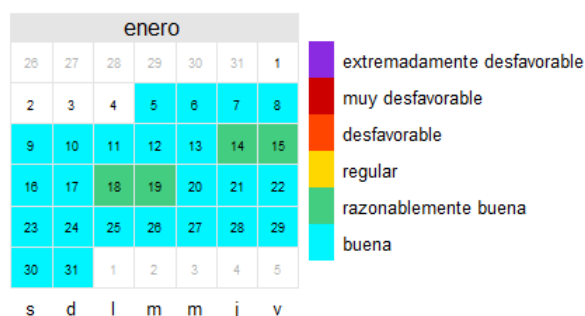 enero
26 27 28 29 30 31 1
2 3 4 5 6 7 8
9 10 11 12 13 14 15
16 17 18 19 20 21 22
23 24 25 26 27 28 29
30 31 1 2 3 4 5
s d l m m j v
extremadamente desfavorable
muy desfavorable
desfavorable
regular
razonablemente buena
buena